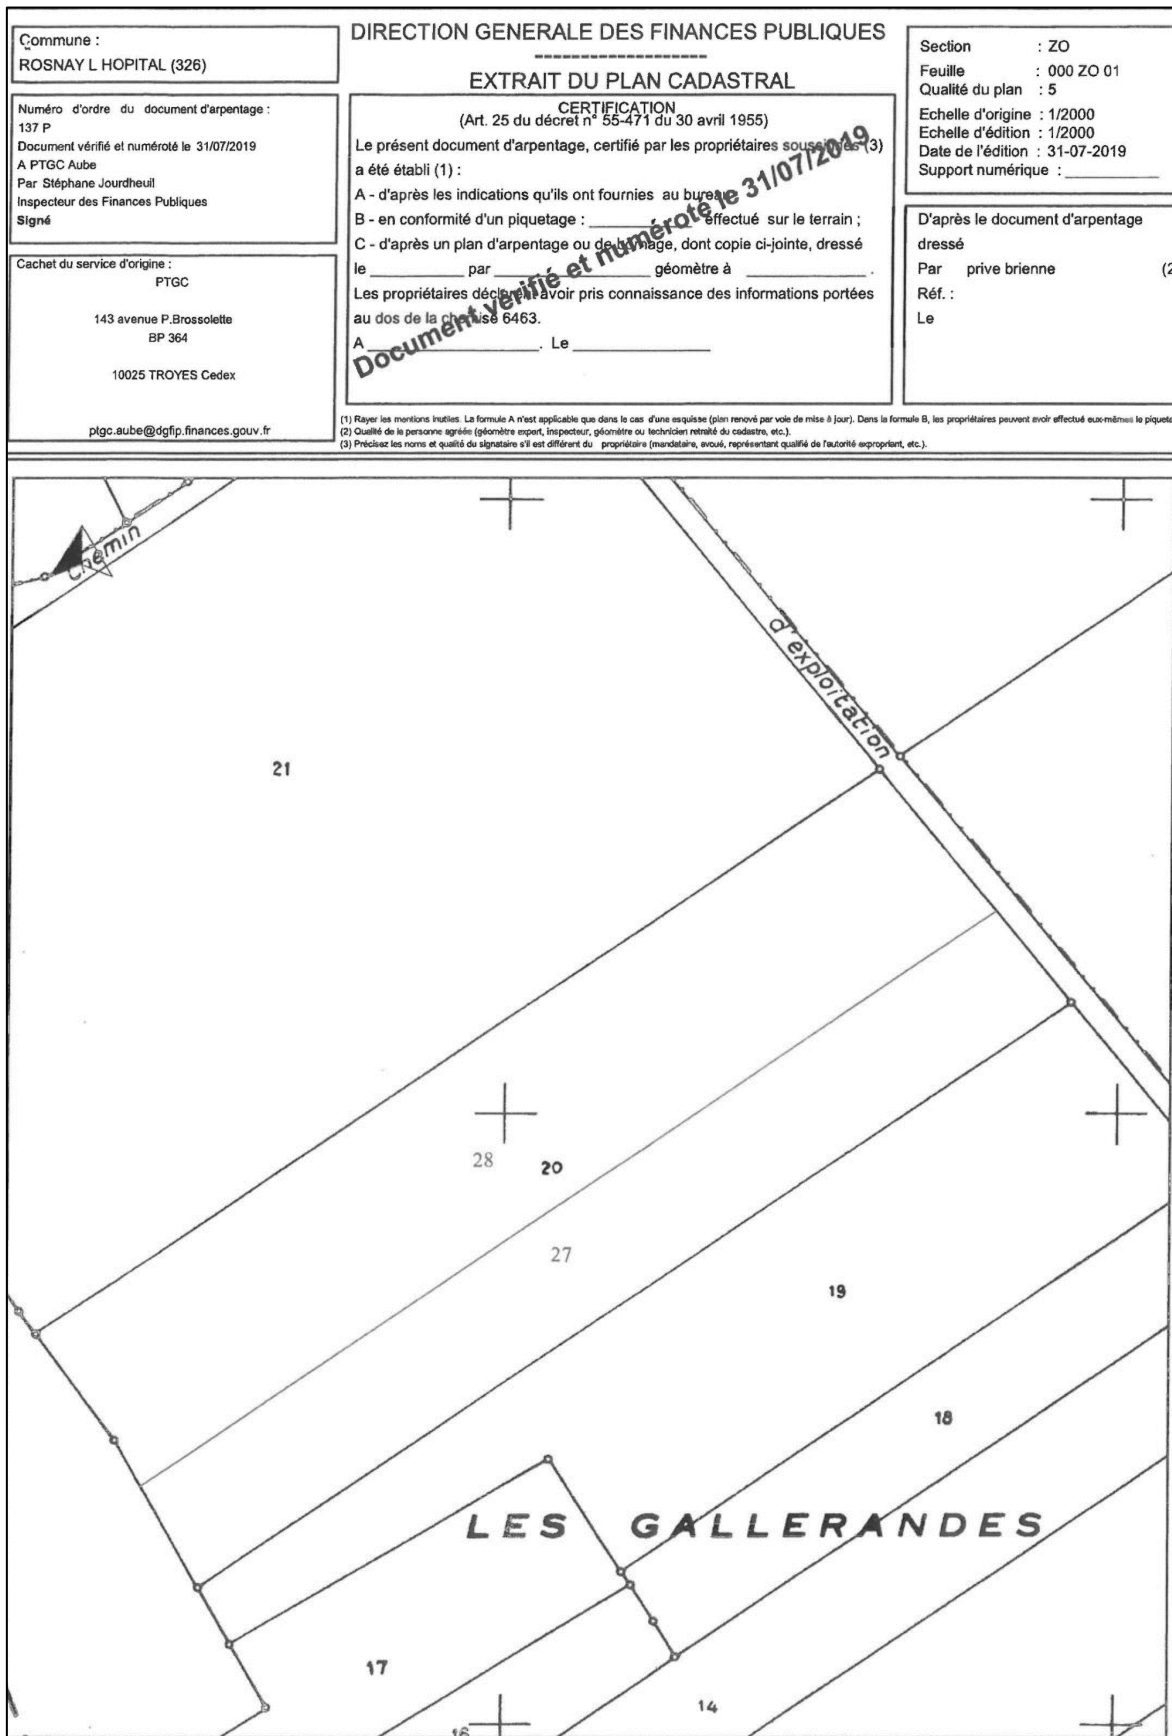 Commune :
ROSNAY L HOPITAL (326)
Numéro d'ordre du document d'arpentage :
137 P
Document vérifié et numéroté le 31/07/2019
A PTGC Aube
Par Stéphane Jourdheuil
Inspecteur des Finances Publiques
Signé
Cachet du service d'origine :
PTGC
143 avenue P.Brossolette
BP 364
10025 TROYES Cedex
ptgc.aube@dgfip.finances.gouv.fr
DIRECTION GENERALE DES FINANCES PUBLIQUES
--------------------
EXTRAIT DU PLAN CADASTRAL
CERTIFICATION
(Art. 25 du décret n° 55-471 du 30 avril 1955)
Le présent document d'arpentage, certifié par les propriétaires (3)
a été établi (1) :
A - d'après les indications qu'ils ont fournies au bureau
B - en conformité d'un piquetage : __________ effectué sur le terrain ;
C - d'après un plan d'arpentage ou de bornage, dont copie ci-jointe, dressé
le __________ par __________ géomètre à __________ .
Les propriétaires déclarent avoir pris connaissance des informations portées
au dos de la chemise 6463.
A __________. Le __________
Document vérifié et numéroté le 31/07/2019
Section : ZO
Feuille : 000 ZO 01
Qualité du plan : 5
Echelle d'origine : 1/2000
Echelle d'édition : 1/2000
Date de l'édition : 31-07-2019
Support numérique : __________
D'après le document d'arpentage
dressé
Par prive brienne (2
Réf. :
Le
(1) Rayer les mentions inutiles. La formule A n'est applicable que dans le cas d'une esquisse (plan renové par voie de mise à jour). Dans la formule B, les propriétaires peuvent avoir effectué eux-mêmes le piquete
(2) Qualité de la personne agréée (géomètre expert, inspecteur, géomètre ou technicien retraité du cadastre, etc.).
(3) Précisez les noms et qualité du signataire s'il est différent du propriétaire (mandataire, avoué, représentant qualifié de l'autorité expropriant, etc.).
Chemin
d'exploitation
21
28
20
27
19
18
LES GALLERANDES
17
14
16